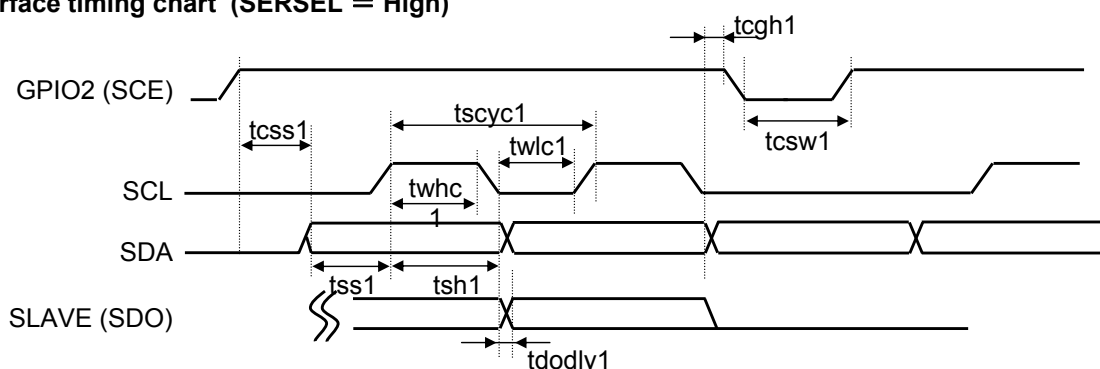 rface timing chart (SERSEL = High)
tcgh1
GPIO2 (SCE)
tcss1
tscyc1
tcsw1
twlc1
SCL
twhc
1
SDA
tss1
tsh1
SLAVE (SDO)
tdodly1